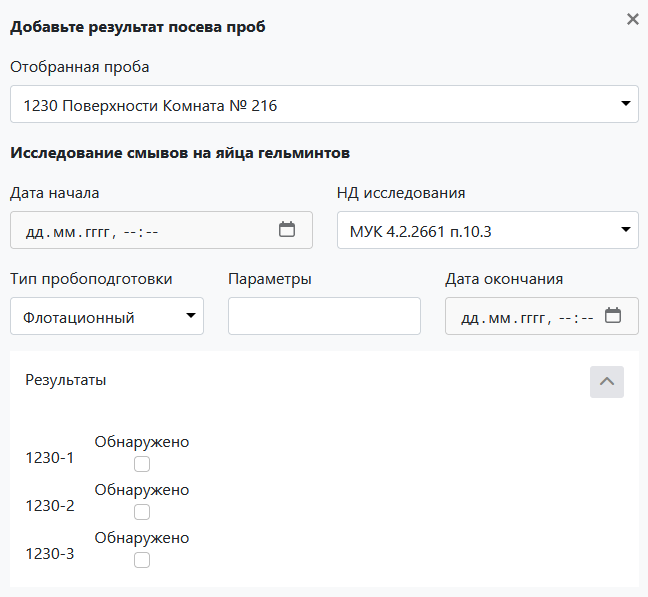 Добавьте результат посева проб
Отобранная проба
1230 Поверхности Комната № 216
Исследование смывов на яйца гельминтов
Дата начала
НД исследования
дд.мм.гггг, --:--
МУК 4.2.2661 п.10.3
Тип пробоподготовки
Параметры
Дата окончания
Флотационный
дд.мм.гггг, --:--
Результаты
Обнаружено
1230-1
Обнаружено
1230-2
Обнаружено
1230-3